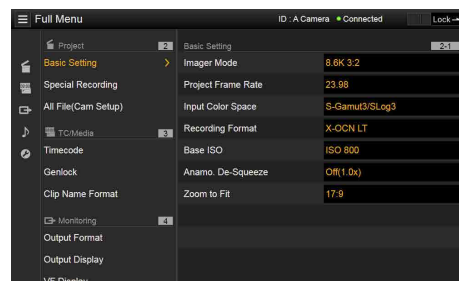 Full Menu
ID : A Camera
Connected
Lock
Project 2
Basic Setting
Special Recording
All File(Cam Setup)
TC/Media 3
Timecode
Genlock
Clip Name Format
Monitoring 4
Output Format
Output Display
VF Display
Basic Setting 2-1
Imager Mode 8.6K 3:2
Project Frame Rate 23.98
Input Color Space S-Gamut3/SLog3
Recording Format X-OCN LT
Base ISO ISO 800
Anamo. De-Squeeze Off(1.0x)
Zoom to Fit 17:9